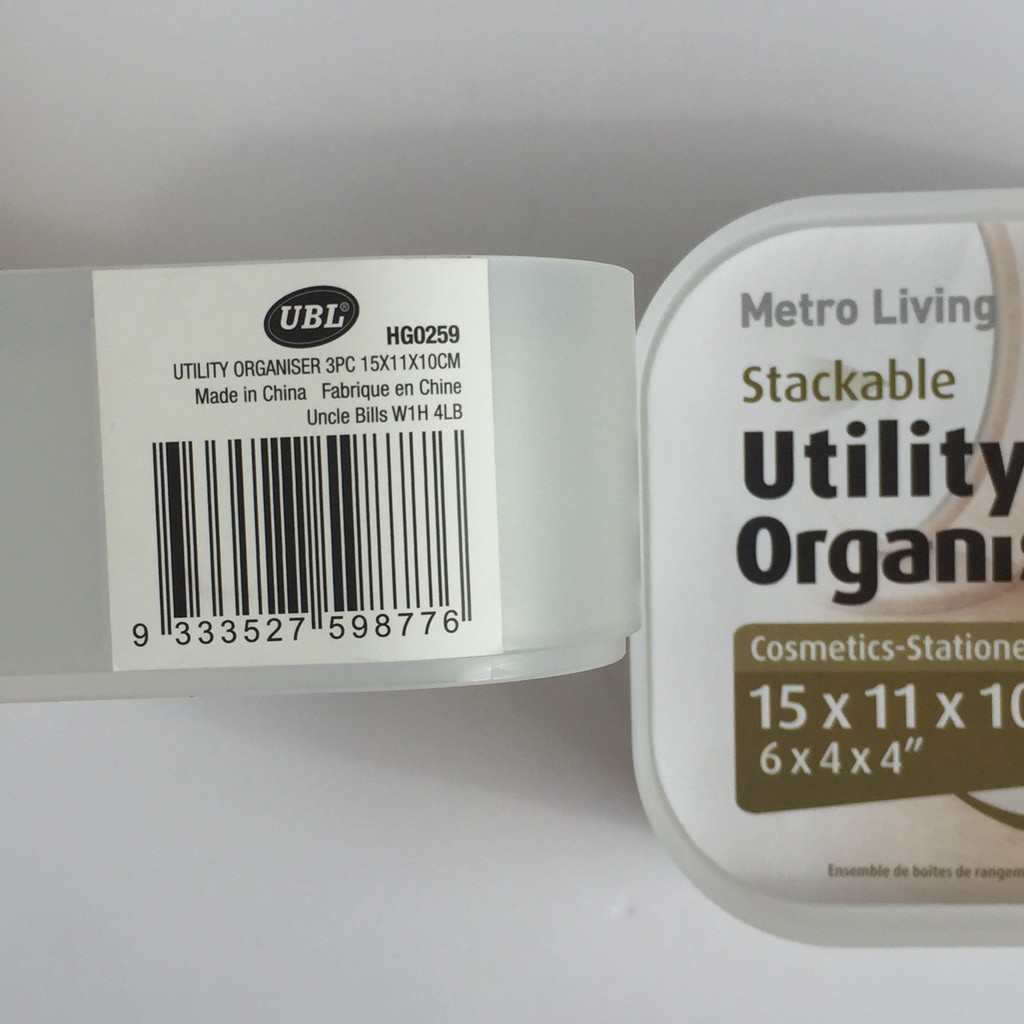 UBL®
HG0259
UTILITY ORGANISER 3PC 15X11X10CM
Made in China Fabrique en Chine
Uncle Bills W1H 4LB
9 333527 598776
Metro Living
Stackable
Utility
Organis
Cosmetics-Statione
15 x 11 x 10
6 x 4 x 4”
Ensemble de boites de rangem